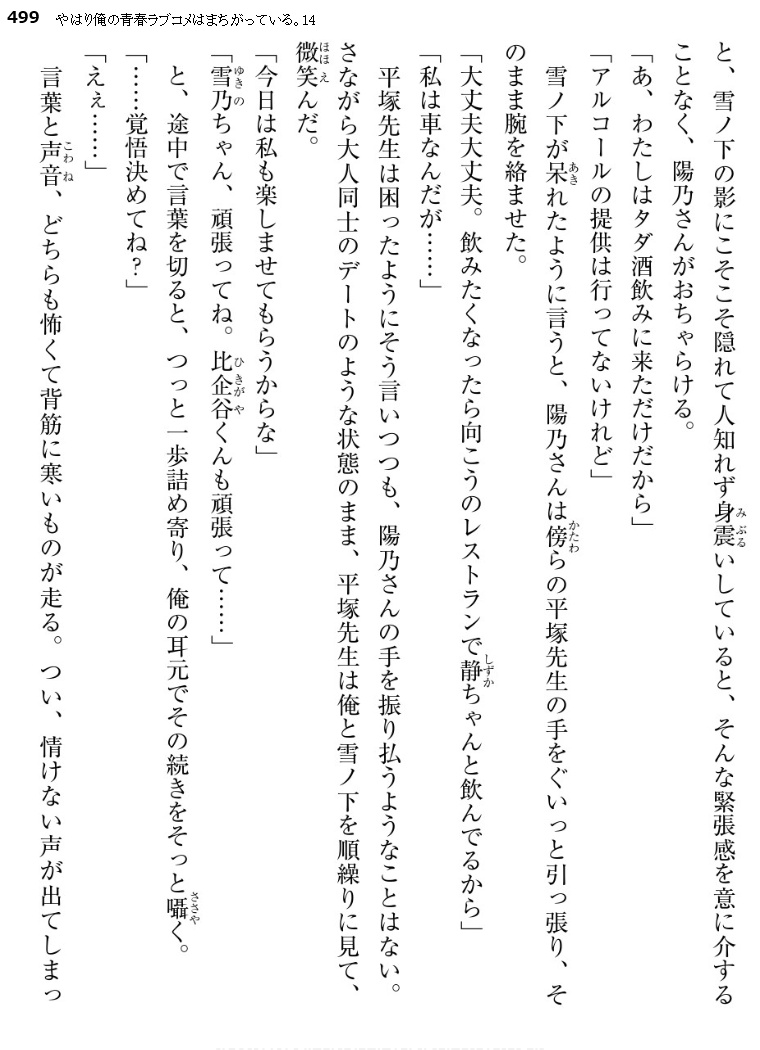 499 やはり俺の青春ラブコメはまちがっている。14
と、雪ノ下の影にこそこそ隠れて人知れず身震いしていると、そんな緊張感を意に介する
ことなく、陽乃さんがおちゃらける。
「あ、わたしはタダ酒飲みに来ただけだから」
「アルコールの提供は行ってないけれど」
雪ノ下が呆れたように言うと、陽乃さんは傍らの平塚先生の手をぐいっと引っ張り、そ
のまま腕を絡ませた。
「大丈夫大丈夫。飲みたくなったら向こうのレストランで静ちゃんと飲んでるから」
「私は車なんだが……」
平塚先生は困ったようにそう言いつつも、陽乃さんの手を振り払うようなことはない。
さながら大人同士のデートのような状態のまま、平塚先生は俺と雪ノ下を順繰りに見て、
微笑んだ。
「今日は私も楽しませてもらうからな」
「雪乃ちゃん、頑張ってね。比企谷くんも頑張って……」
と、途中で言葉を切ると、つっと一歩詰め寄り、俺の耳元でその続きをそっと囁く。
「……覚悟決めてね？」
「えぇ……」
言葉と声音、どちらも怖くて背筋に寒いものが走る。つい、情けない声が出てしまっ